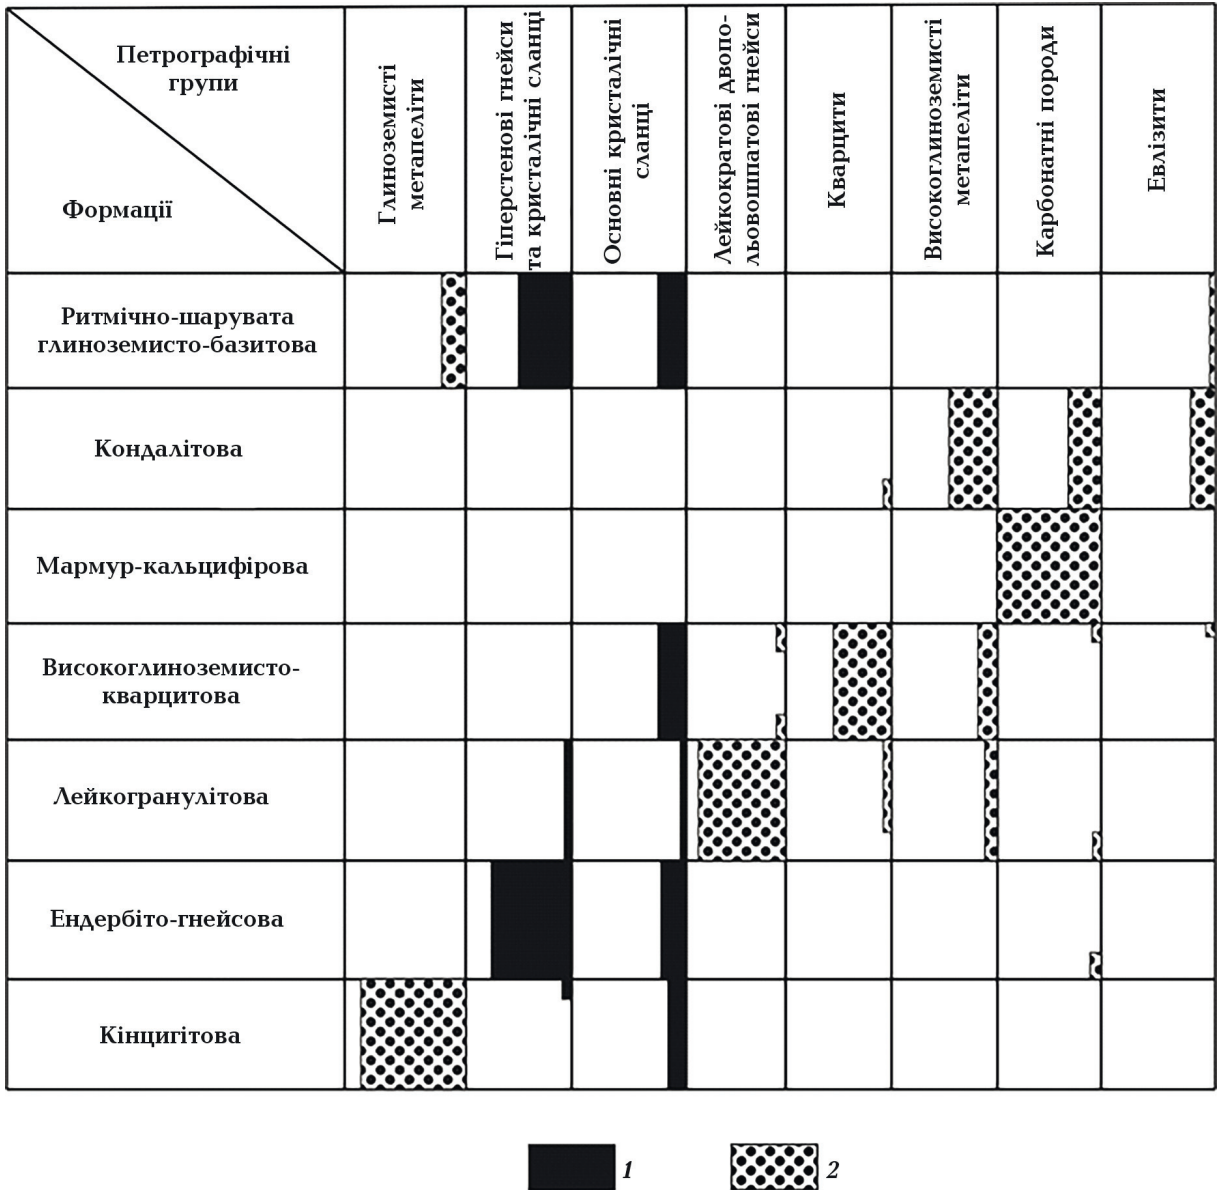 Петрографічні
групи
Формації
Глиноземисті
метапеліти
Гіперстенові гнейси
та кристалічні сланці
Основні кристалічні
сланці
Лейкократові двопо-
льовошпатові гнейси
Кварцити
Високоглиноземисті
метапеліти
Карбонатні породи
Евлізити
Ритмічно-шарувата
глиноземисто-базитова
Кондалітова
Мармур-кальцифірова
Високоглиноземисто-
кварцитова
Лейкогранулітова
Ендербіто-гнейсова
Кінцигітова
1
2